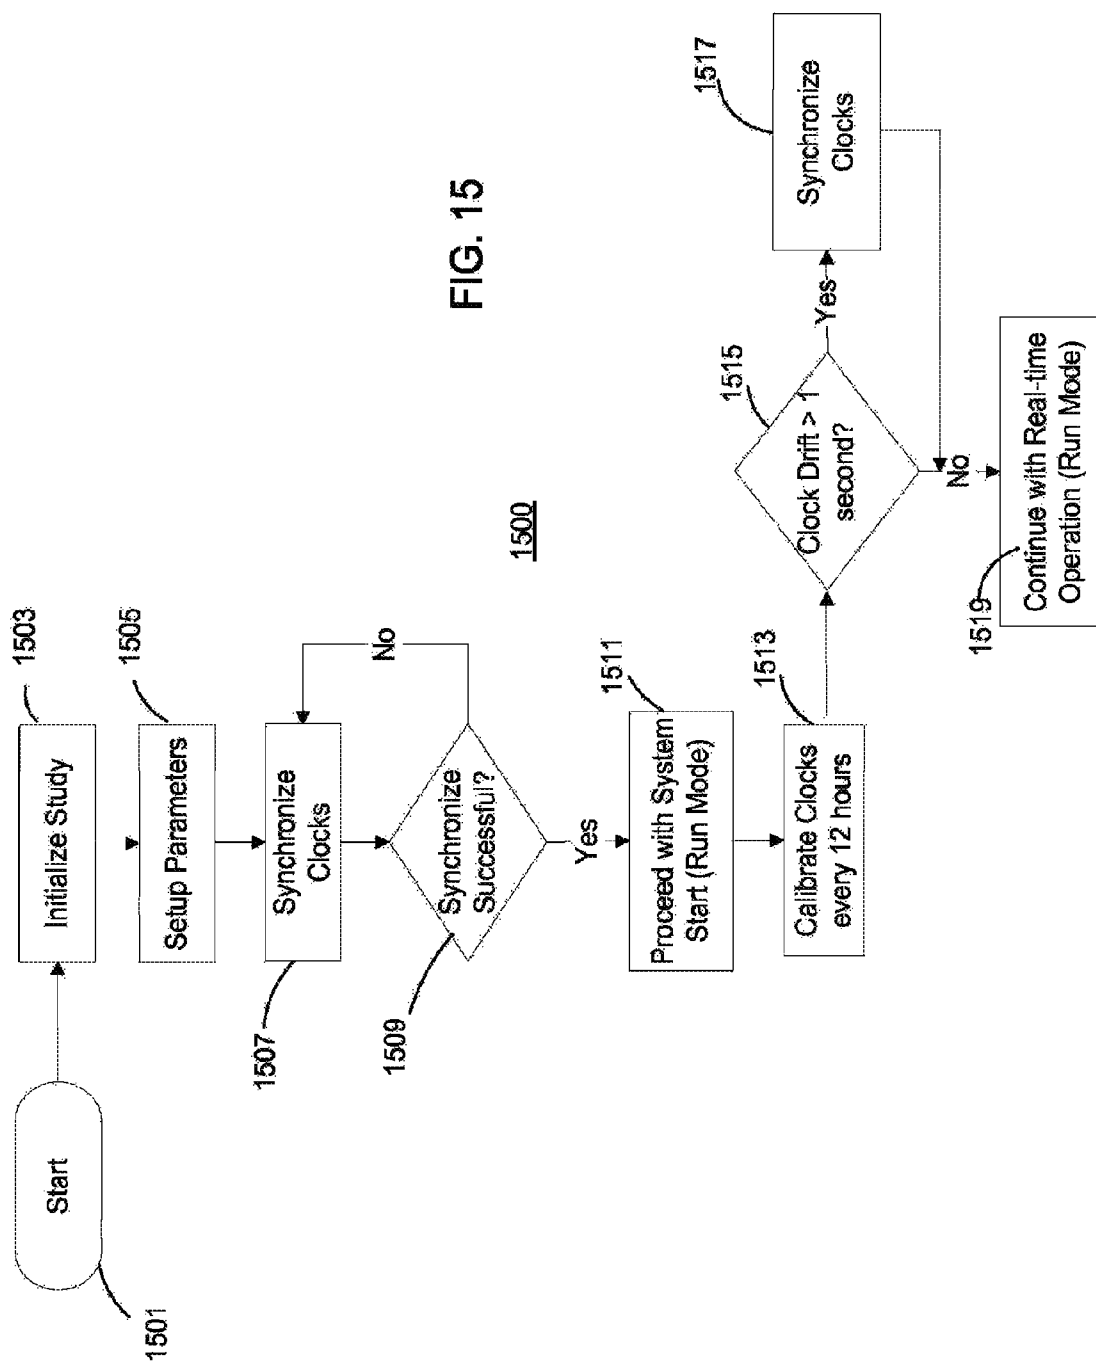 Start
1501
Initialize Study
1503
Setup Parameters
1505
Synchronize
Clocks
1507
Synchronize
Successful?
1509
No
Yes
Proceed with System
Start (Run Mode)
1511
Calibrate Clocks
every 12 hours
1513
1500
FIG. 15
Clock Drift > 1
second?
1515
Yes
Synchronize
Clocks
1517
No
Continue with Real-time
Operation (Run Mode)
1519